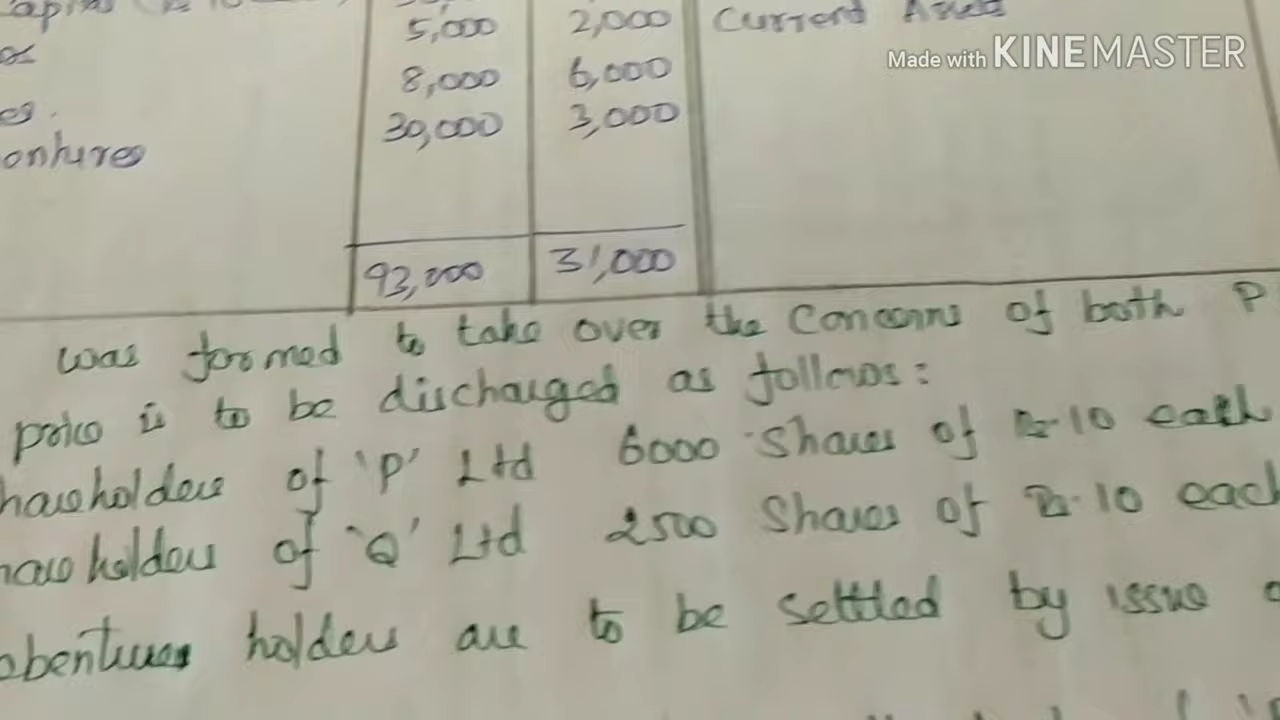 5,000 2,000 Current Assets
Made with KINEMASTER
8,000 6,000
30,000 3,000
93,000 31,000
was formed to take over the Concerns of both P
price is to be discharged as follows:
of 'P' Ltd 6000 Shares of Rs.10 each
of 'Q' Ltd 2500 Shares of Rs.10 each
holders are to be settled by issue